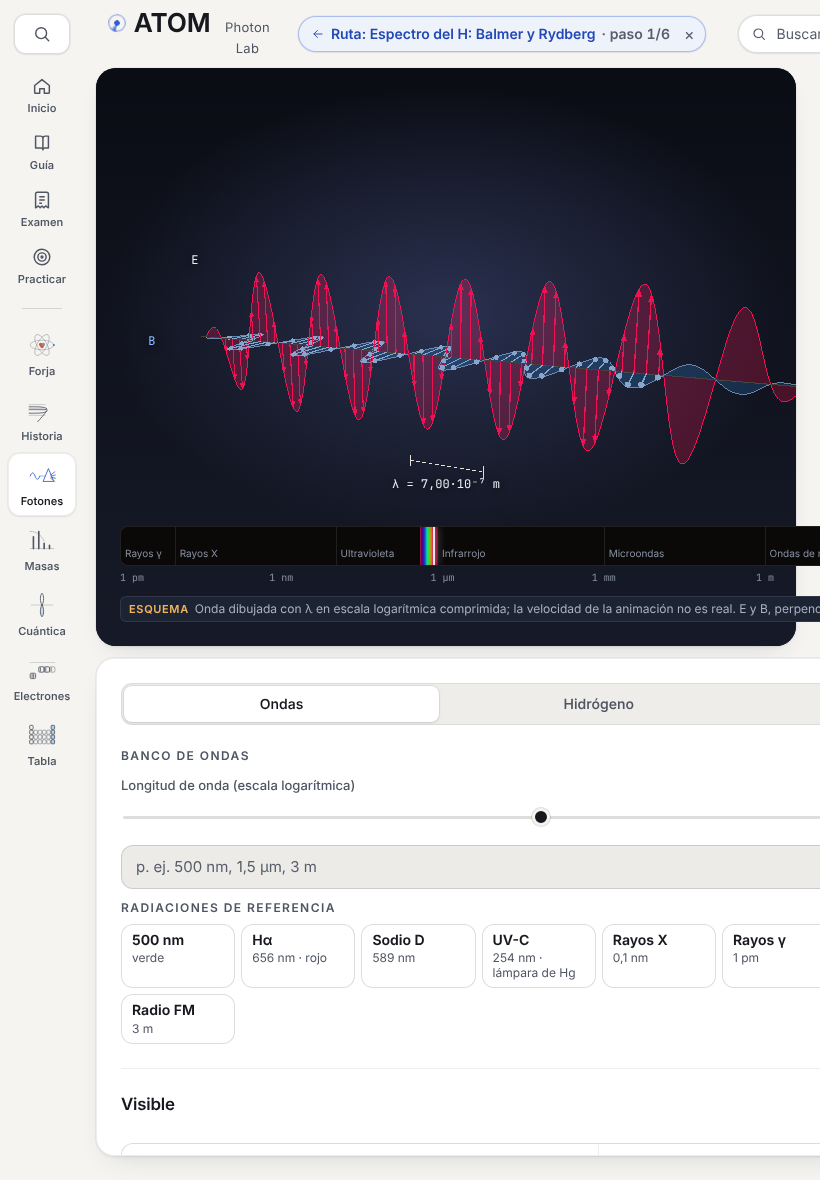 ATOM
Photon
Lab
← Ruta: Espectro del H: Balmer y Rydberg · paso 1/6 ×
Buscar
Inicio
Guía
Examen
Practicar
Forja
Historia
Fotones
Masas
Cuántica
Electrones
Tabla
E
B
λ = 7,00·10⁻⁷ m
Rayos γ
Rayos X
Ultravioleta
Infrarrojo
Microondas
Ondas de r
1 pm
1 nm
1 μm
1 mm
1 m
ESQUEMA Onda dibujada con λ en escala logarítmica comprimida; la velocidad de la animación no es real. E y B, perpend
Ondas
Hidrógeno
BANCO DE ONDAS
Longitud de onda (escala logarítmica)
p. ej. 500 nm, 1,5 μm, 3 m
RADIACIONES DE REFERENCIA
500 nm
verde
Hα
656 nm · rojo
Sodio D
589 nm
UV-C
254 nm ·
lámpara de Hg
Rayos X
0,1 nm
Rayos γ
1 pm
Radio FM
3 m
Visible